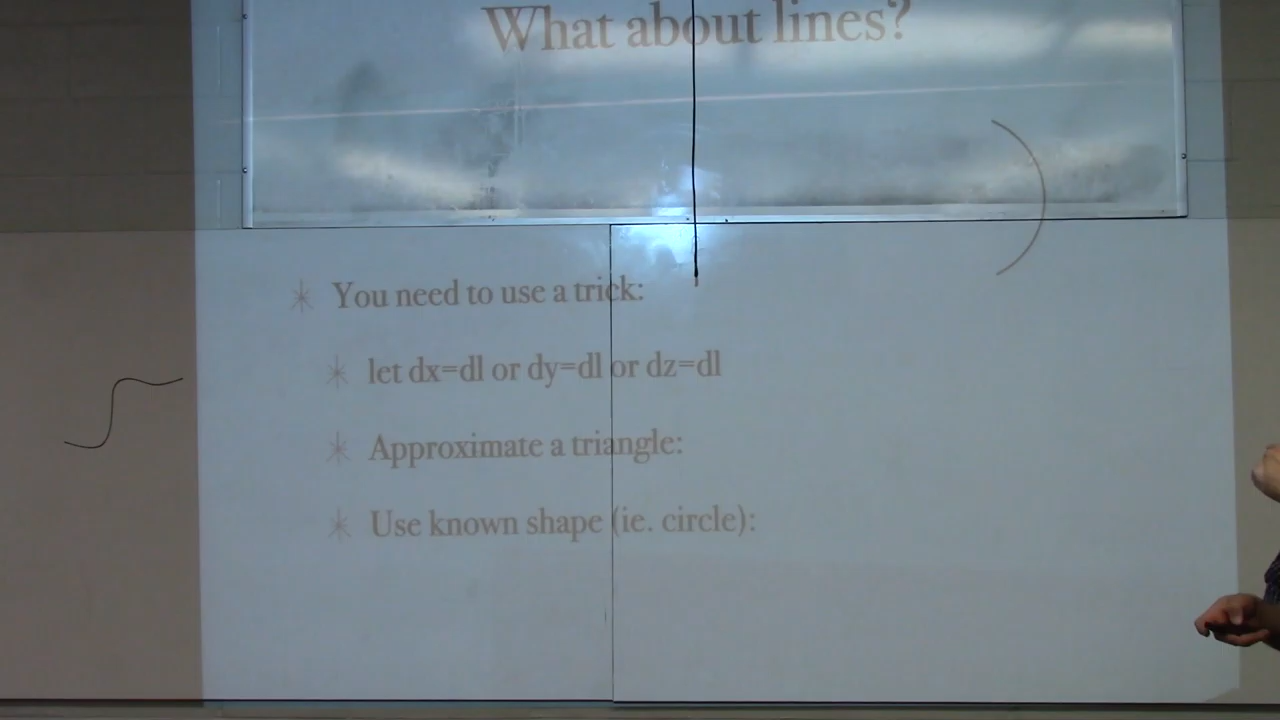 What about lines?
You need to use a trick:
let dx=dl or dy=dl or dz=dl
Approximate a triangle:
Use known shape (ie. circle):